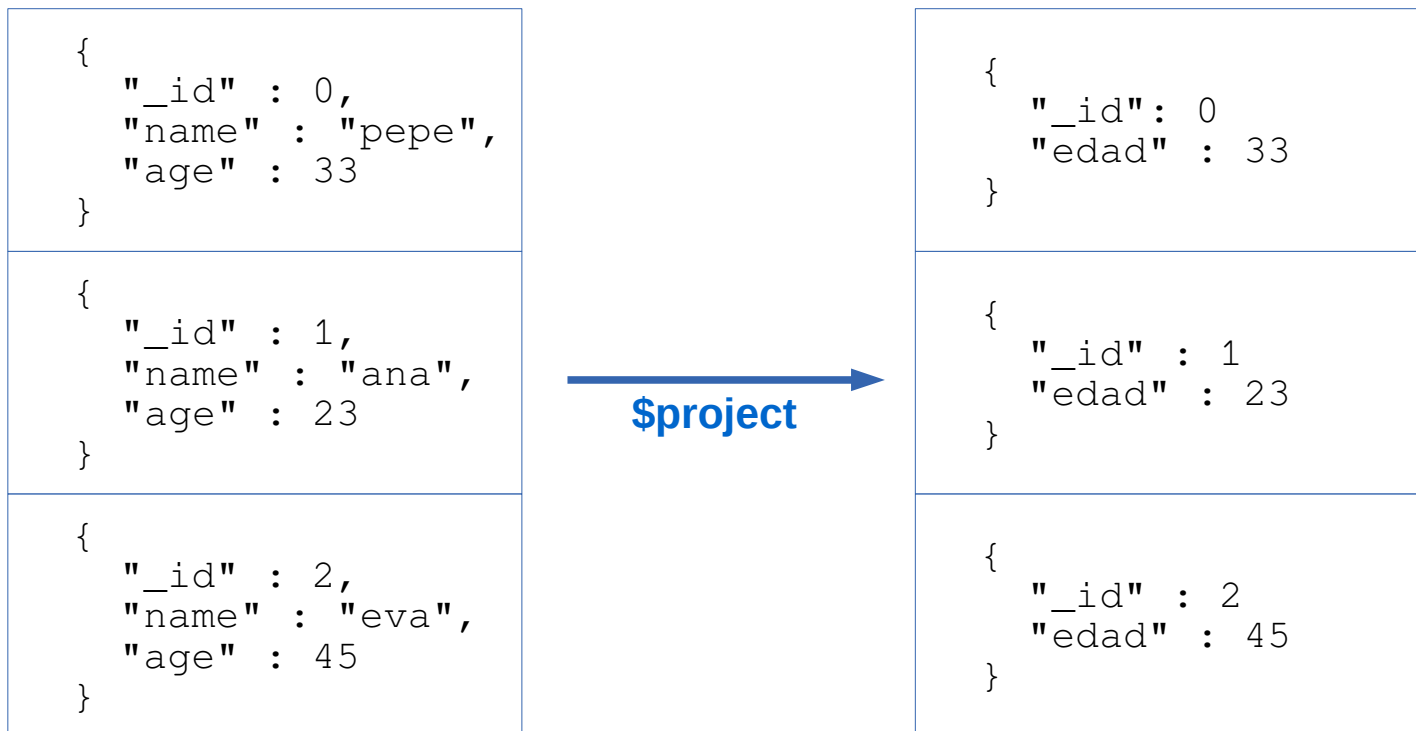 {
"_id" : 0,
"name" : "pepe",
"age" : 33
}
{
"_id" : 1,
"name" : "ana",
"age" : 23
}
{
"_id" : 2,
"name" : "eva",
"age" : 45
}
$project
{
"_id": 0
"edad" : 33
}
{
"_id" : 1
"edad" : 23
}
{
"_id" : 2
"edad" : 45
}